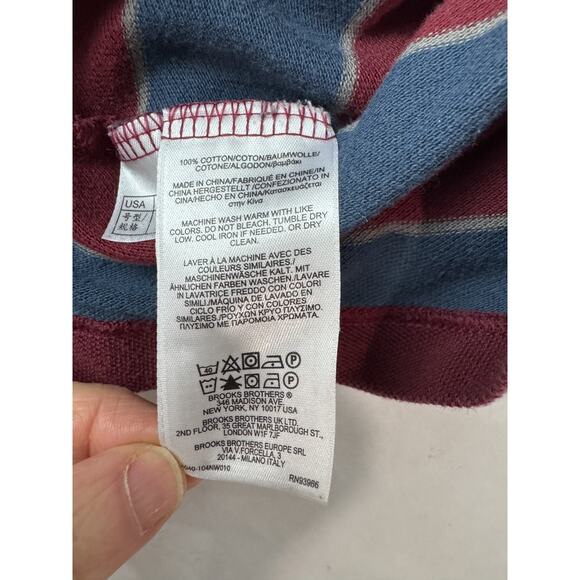 100% COTTON/COTON/BAUMWOLLE/
COTONE/ALGODON/βαμβάκι
MADE IN CHINA/FABRIQUÉ EN CHINE/IN
CHINA HERGESTELLT /CONFEZIONATO IN
CINA/HECHO EN CHINA/Κατασκευάζεται
στην Κίνα
USA
号型/
规格
MACHINE WASH WARM WITH LIKE
COLORS. DO NOT BLEACH. TUMBLE DRY
LOW. COOL IRON IF NEEDED. OR DRY
CLEAN.
LAVER À LA MACHINE AVEC DES
COULEURS SIMILAIRES./
MASCHINENWÄSCHE KALT. MIT
ÄHNLICHEN FARBEN WASCHEN/LAVARE
IN LAVATRICE FREDDO CON COLORI
SIMILI./MÁQUINA DE LAVADO EN
CICLO FRÍO Y CON COLORES
SIMILARES./ΡΟΥΧΩΝ ΚΡΥΟ ΠΛΥΣΙΜΟ
ΠΛΥΣΙΜΟ ΜΕ ΠΑΡΟΜΟΙΑ ΧΡΩΜΑΤΑ.
40 P
40 P
BROOKS BROTHERS ®
346 MADISON AVE.
NEW YORK, NY 10017 USA
BROOKS BROTHERS UK LTD.
2ND FLOOR, 35 GREAT MARLBOROUGH ST.,
LONDON W1F 7JF
BROOKS BROTHERS EUROPE SRL
VIA V.FORCELLA, 3
20144 - MILANO ITALY
-104NW010
RN93966